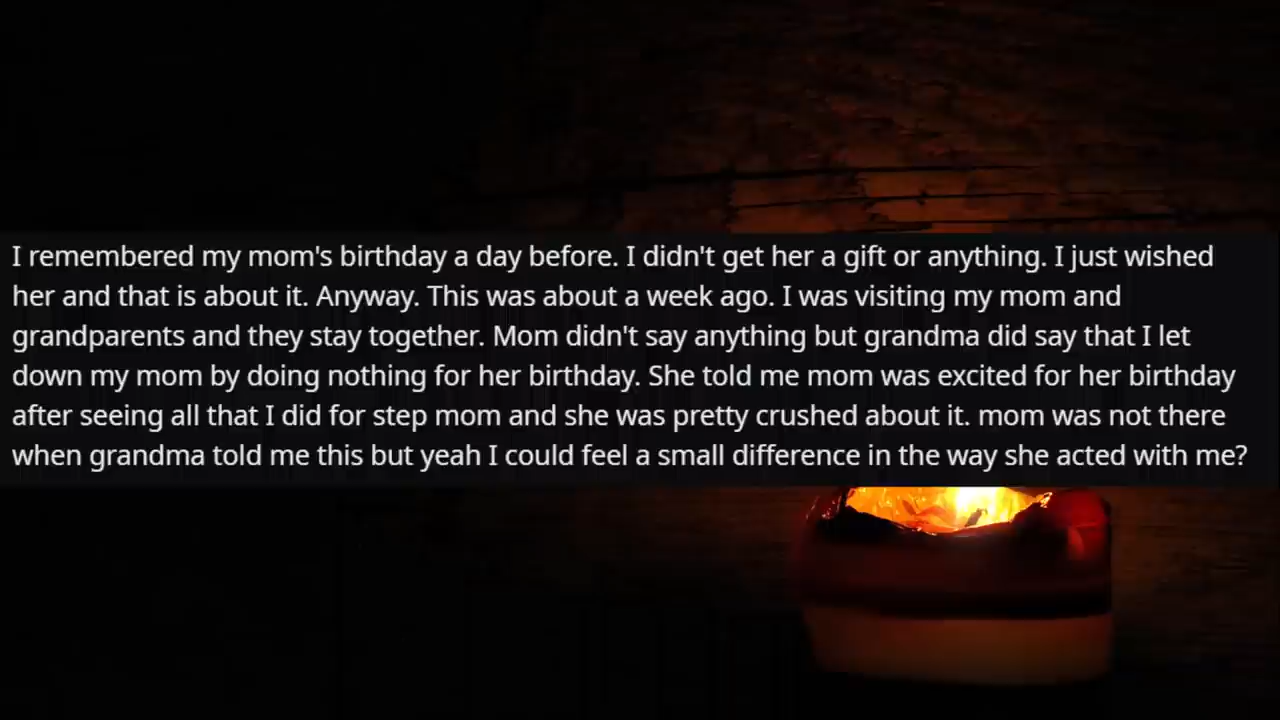 I remembered my mom's birthday a day before. I didn't get her a gift or anything. I just wished
her and that is about it. Anyway. This was about a week ago. I was visiting my mom and
grandparents and they stay together. Mom didn't say anything but grandma did say that I let
down my mom by doing nothing for her birthday. She told me mom was excited for her birthday
after seeing all that I did for step mom and she was pretty crushed about it. mom was not there
when grandma told me this but yeah I could feel a small difference in the way she acted with me?